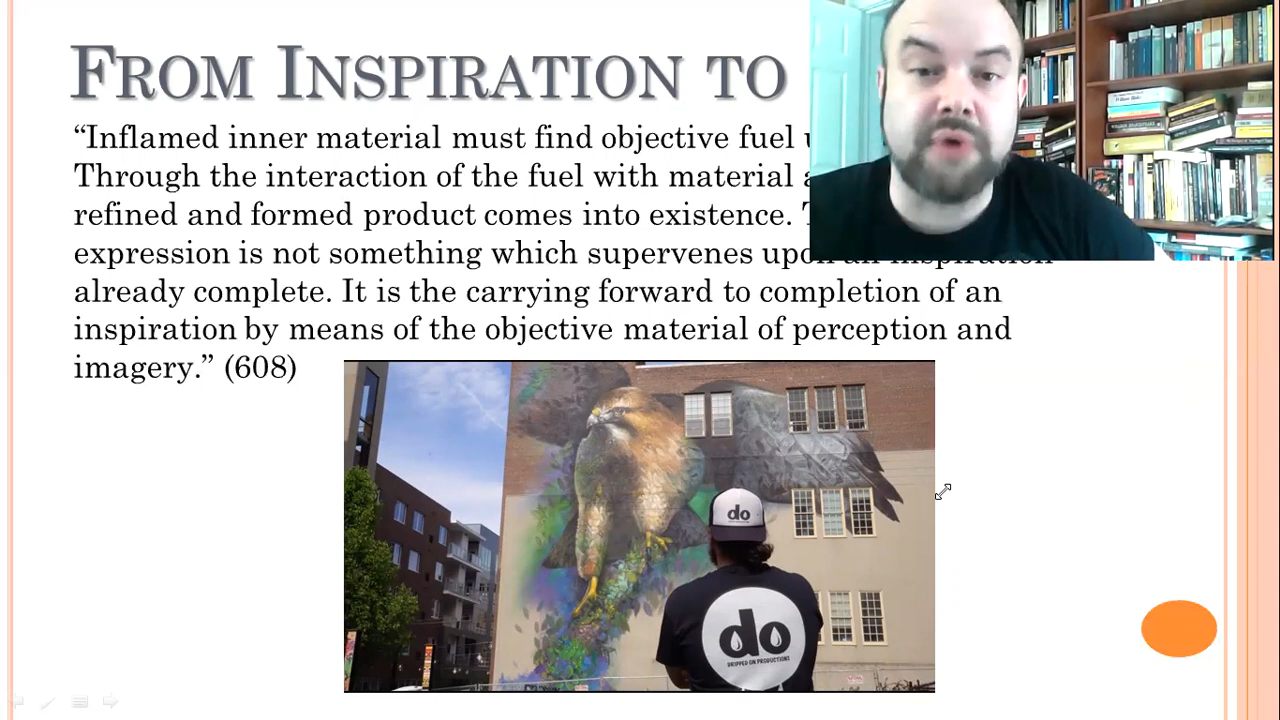 FROM INSPIRATION TO
“Inflamed inner material must find objective fuel
Through the interaction of the fuel with material
refined and formed product comes into existence.
expression is not something which supervenes upon an inspiration
already complete. It is the carrying forward to completion of an
inspiration by means of the objective material of perception and
imagery.” (608)
do
do
DRIPPED ON PRODUCTIONS